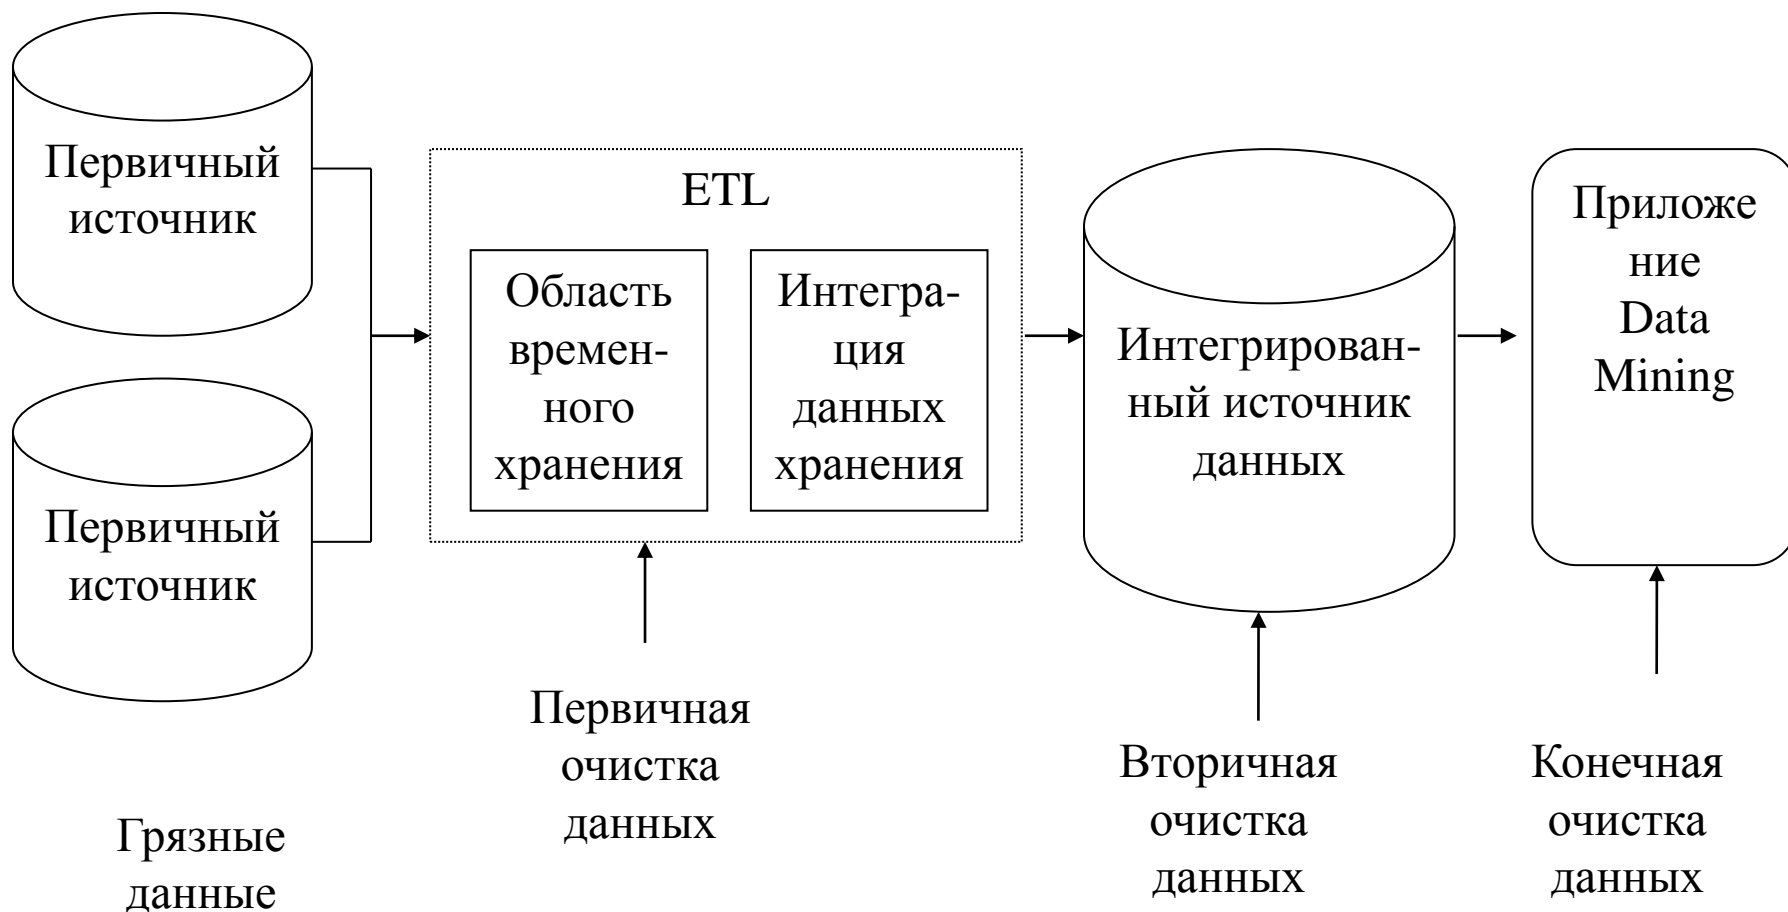 Первичный
источник
Первичный
источник
Грязные
данные
ETL
Область
времен-
ного
хранения
Интегра-
ция
данных
хранения
Первичная
очистка
данных
Интегрирован-
ный источник
данных
Вторичная
очистка
данных
Приложе
ние
Data
Mining
Конечная
очистка
данных